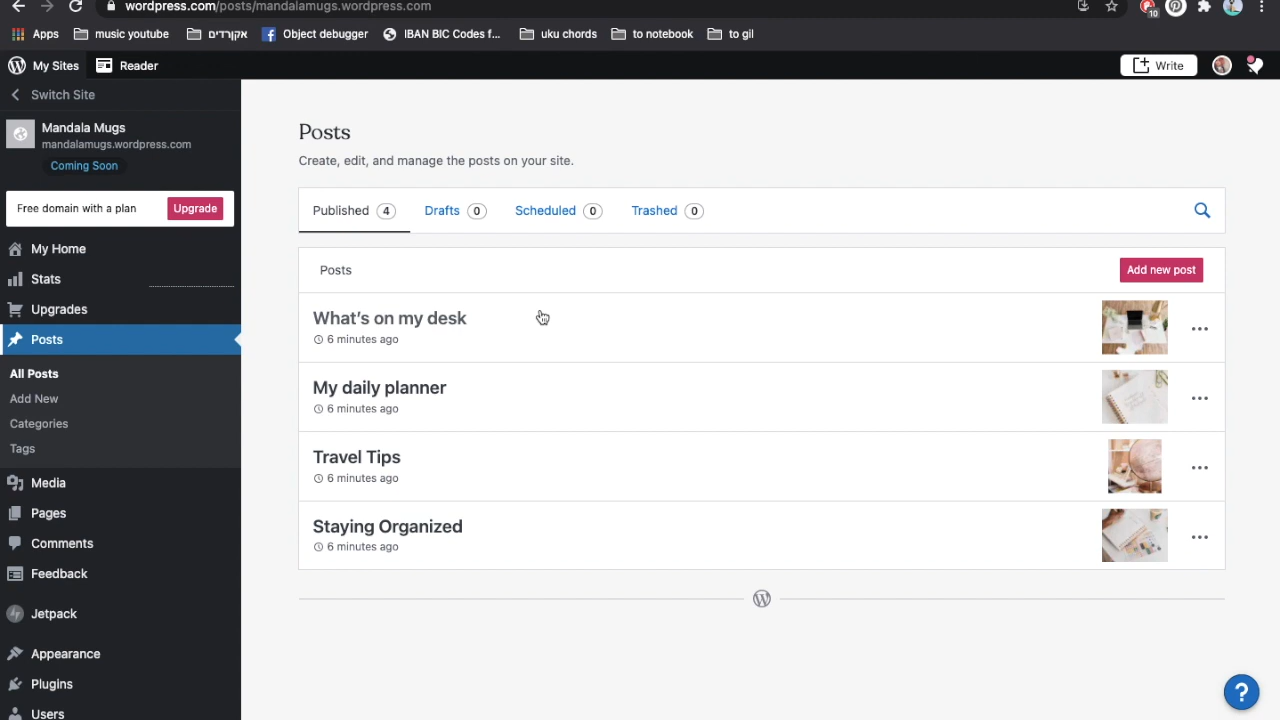 wordpress.com/posts/mandalamugs.wordpress.com
10
Apps music youtube אקורדים Object debugger IBAN BIC Codes f... uku chords to notebook to gil
My Sites Reader Write
Switch Site
Mandala Mugs
mandalamugs.wordpress.com
Coming Soon
Free domain with a plan Upgrade
My Home
Stats
Upgrades
Posts
All Posts
Add New
Categories
Tags
Media
Pages
Comments
Feedback
Jetpack
Appearance
Plugins
Users
Posts
Create, edit, and manage the posts on your site.
Published 4 Drafts 0 Scheduled 0 Trashed 0
Posts Add new post
What's on my desk
6 minutes ago
My daily planner
6 minutes ago
Travel Tips
6 minutes ago
Staying Organized
6 minutes ago
?